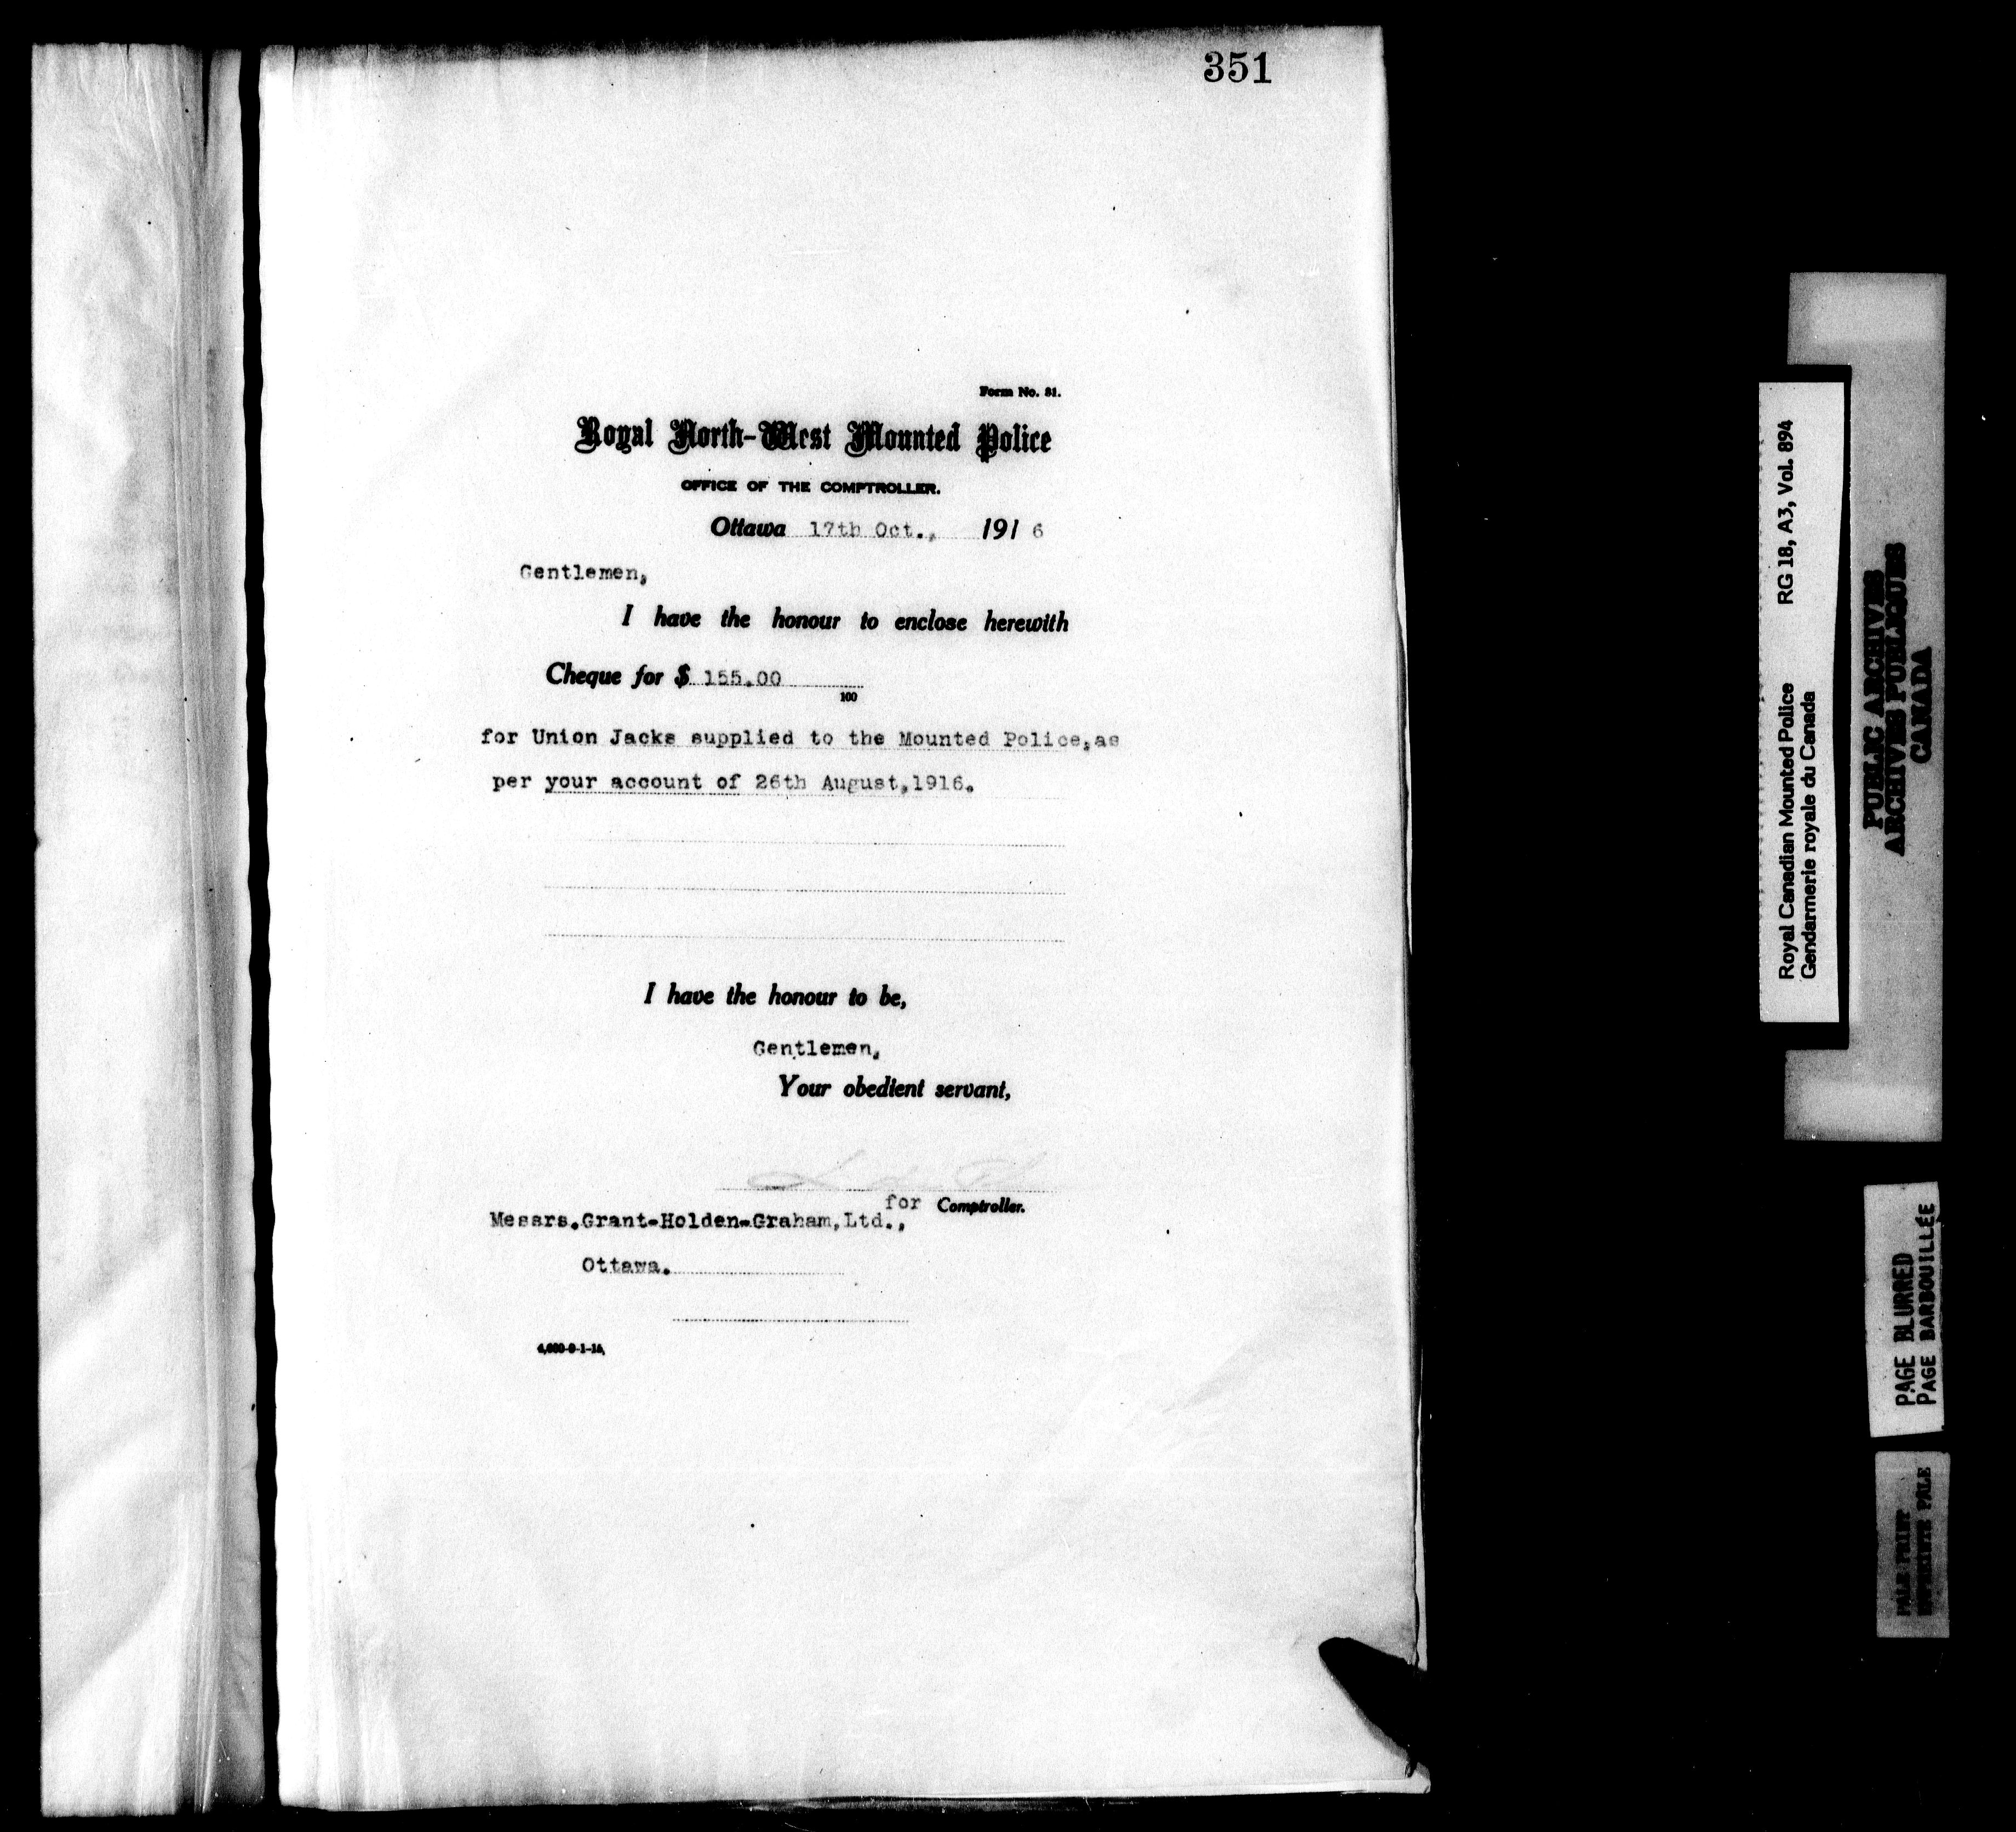 351
Form No. 81.
Royal North-West Mounted Police
OFFICE OF THE COMPTROLLER.
Ottawa 17th Oct., 1916
Gentlemen,
I have the honour to enclose herewith
Cheque for $ 155.00
100
for Union Jacks supplied to the Mounted Police,as
per your account of 26th August,1916.
I have the honour to be,
Gentlemen,
Your obedient servant,
for Comptroller.
Messrs.Grant-Holden-Graham,Ltd.,
Ottawa.
Royal Canadian Mounted Police RG 18, A3, Vol. 894
Gendarmerie royale du Canada
PUBLIC ARCHIVES
ARCHIVES PUBLIQUES
CANADA
PAGE BLURRED
PAGE BARBOUILLÉE
PALE PRINT
IMPRIMERIE PALE